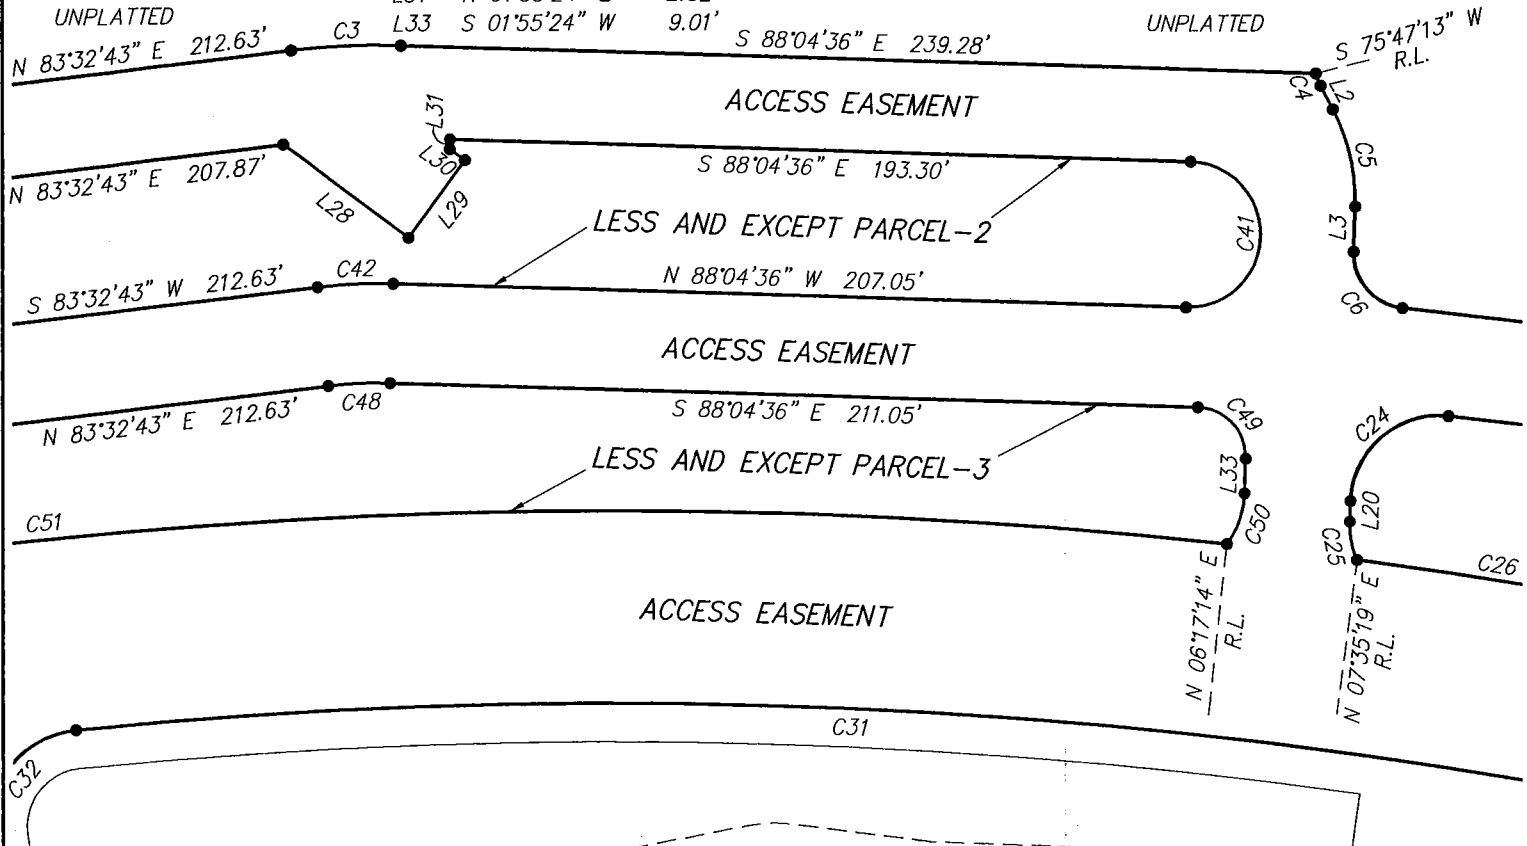 UNPLATTED
L33 S 01°55'24" W 9.01'
UNPLATTED
N 83°32'43" E 212.63'
C3
S 88°04'36" E 239.28'
S 75°47'13" W
R.L.
C4
L2
ACCESS EASEMENT
L31
L30
S 88°04'36" E 193.30'
C5
N 83°32'43" E 207.87'
L28
L29
LESS AND EXCEPT PARCEL-2
C41
L3
S 83°32'43" W 212.63'
C42
N 88°04'36" W 207.05'
C6
ACCESS EASEMENT
N 83°32'43" E 212.63'
C48
S 88°04'36" E 211.05'
C49
C24
LESS AND EXCEPT PARCEL-3
L33
L20
C51
C50
C25
C26
N 06°17'14" E
R.L.
N 07°35'19" E
R.L.
ACCESS EASEMENT
C31
C32